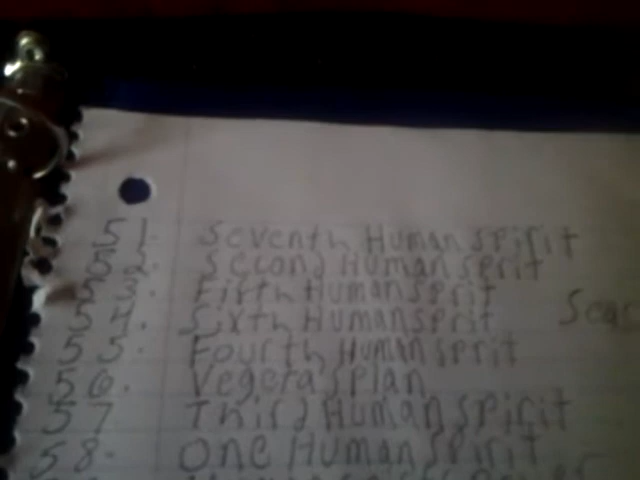 51. Seventh Human Spirit
52. Second Human Sprit
53. Fifth Human Sprit
54. Sixth Human Sprit
55. Fourth Human Sprit
56. Vegetas Plan
57 Third Human Spirit
58. One Human Spirit